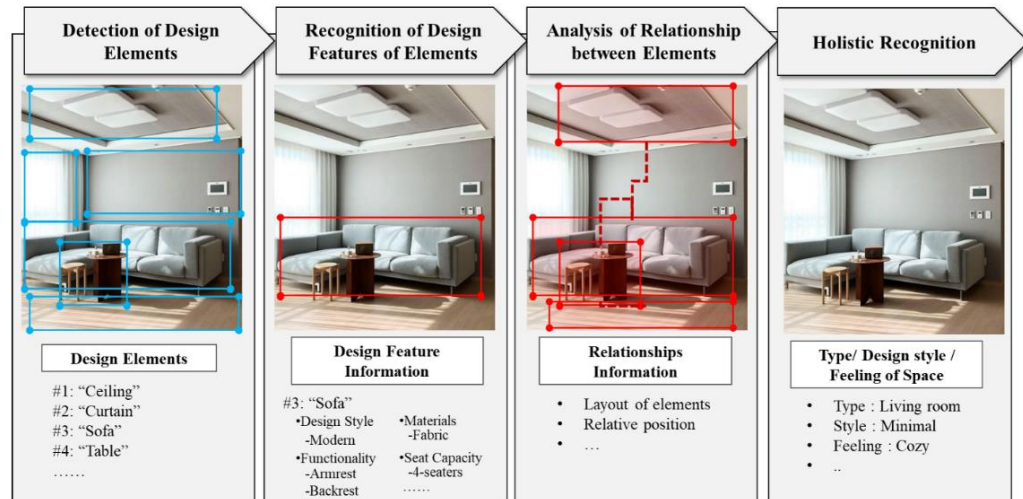 Detection of Design
Elements
Recognition of Design
Features of Elements
Analysis of Relationship
between Elements
Holistic Recognition
Design Elements
#1: “Ceiling”
#2: “Curtain”
#3: “Sofa”
#4: “Table”
……
Design Feature
Information
#3: “Sofa”
•Design Style
-Modern
•Functionality
-Armrest
-Backrest
•Materials
-Fabric
•Seat Capacity
-4-seaters
……
Relationships
Information
• Layout of elements
• Relative position
• …
Type/ Design style /
Feeling of Space
• Type : Living room
• Style : Minimal
• Feeling : Cozy
• ..